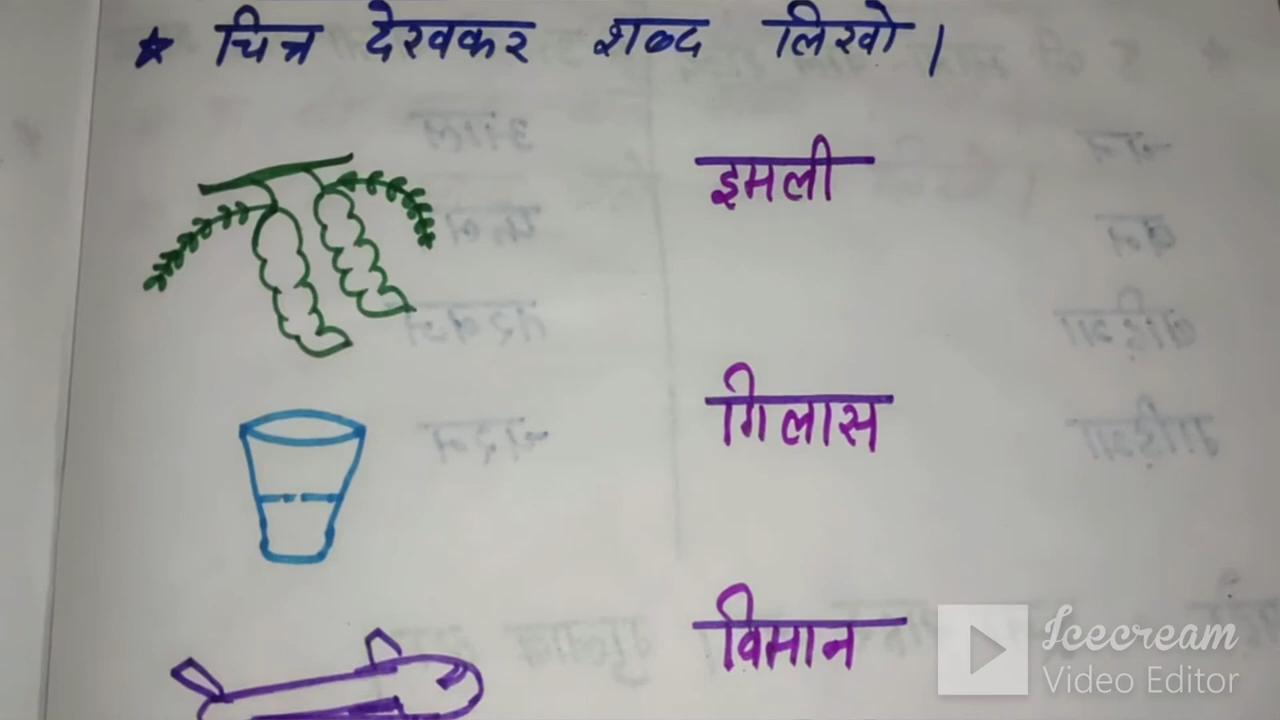 ★ चित्र देखकर शब्द लिखो।
इमली
गिलास
विमान
Icecream
Video Editor